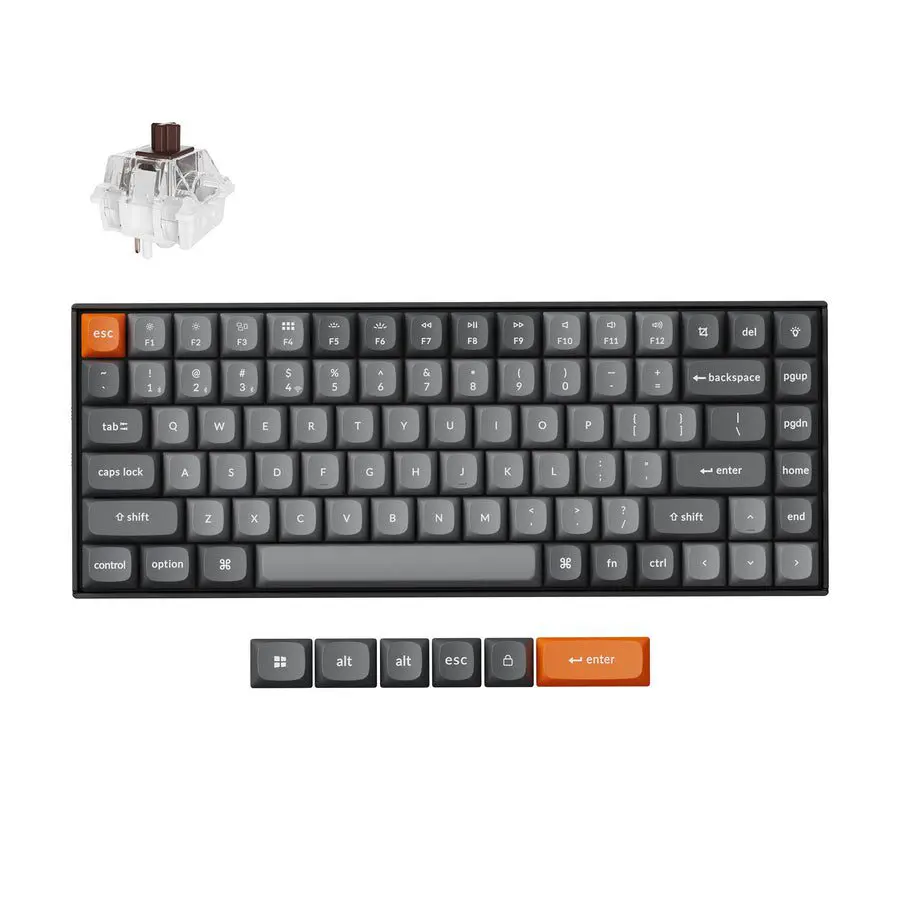 esc F1 F2 F3 F4 F5 F6 F7 F8 F9 F10 F11 F12 del
~ ! @ # $ % ^ & * ( ) — +
` 1 2 3 4 5 6 7 8 9 0 - = ← backspace pgup
tab Q W E R T Y U I O P { [ } ] | \ pgdn
caps lock A S D F G H J K L : ; " ' ↵ enter home
⇧ shift Z X C V B N M < , > . ? / ⇧ shift ^ end
control option ⌘ ⌘ fn ctrl < ⌄ >
alt alt esc ↵ enter